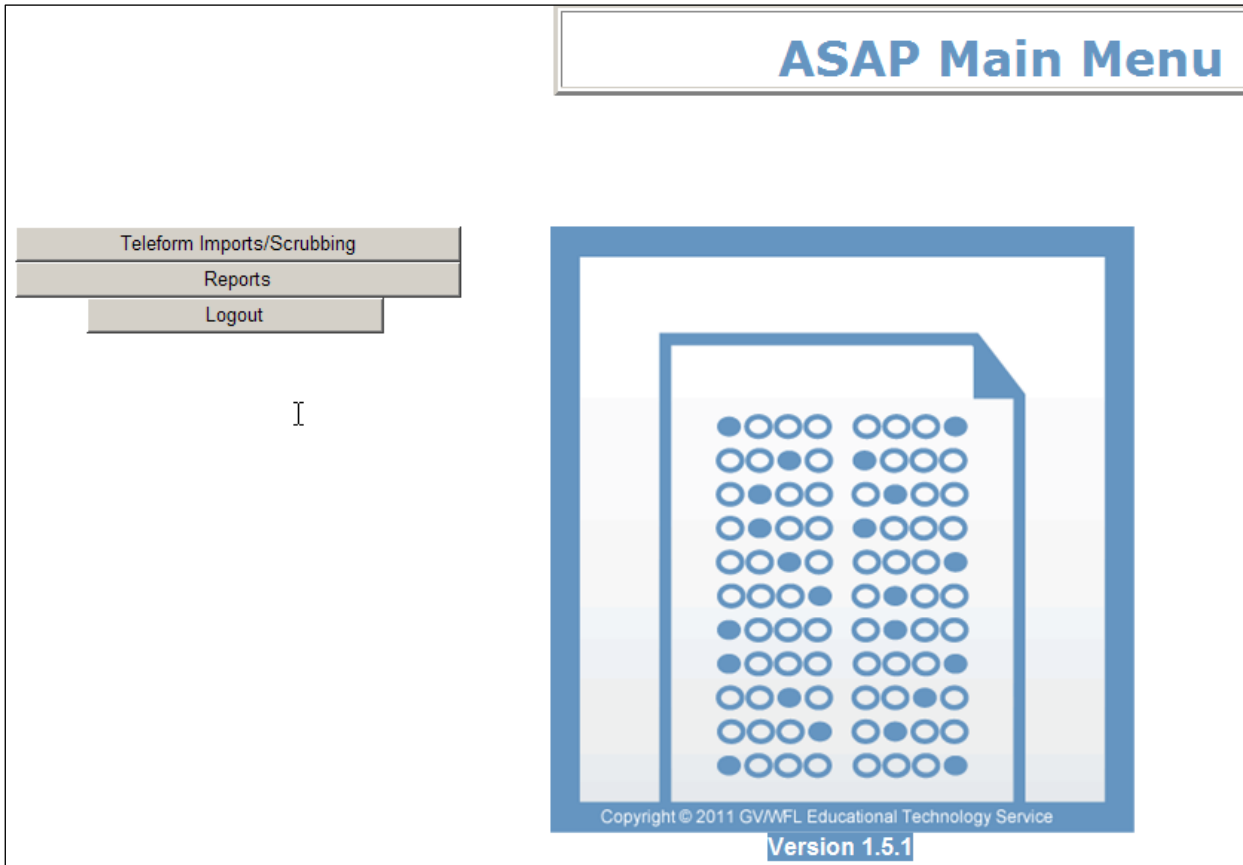 ASAP Main Menu
Teleform Imports/Scrubbing
Reports
Logout
Copyright © 2011 GV/WFL Educational Technology Service
Version 1.5.1